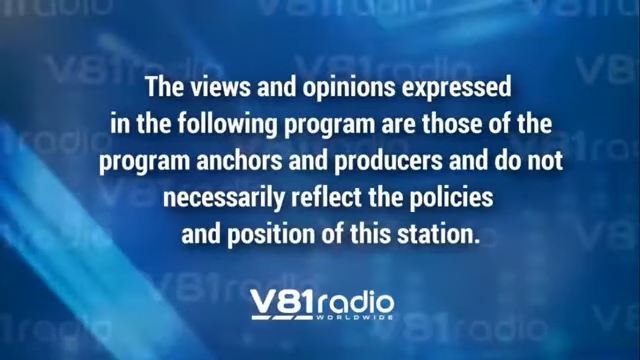 The views and opinions expressed
in the following program are those of the
program anchors and producers and do not
necessarily reflect the policies
and position of this station.
V81radio
WORLDWIDE